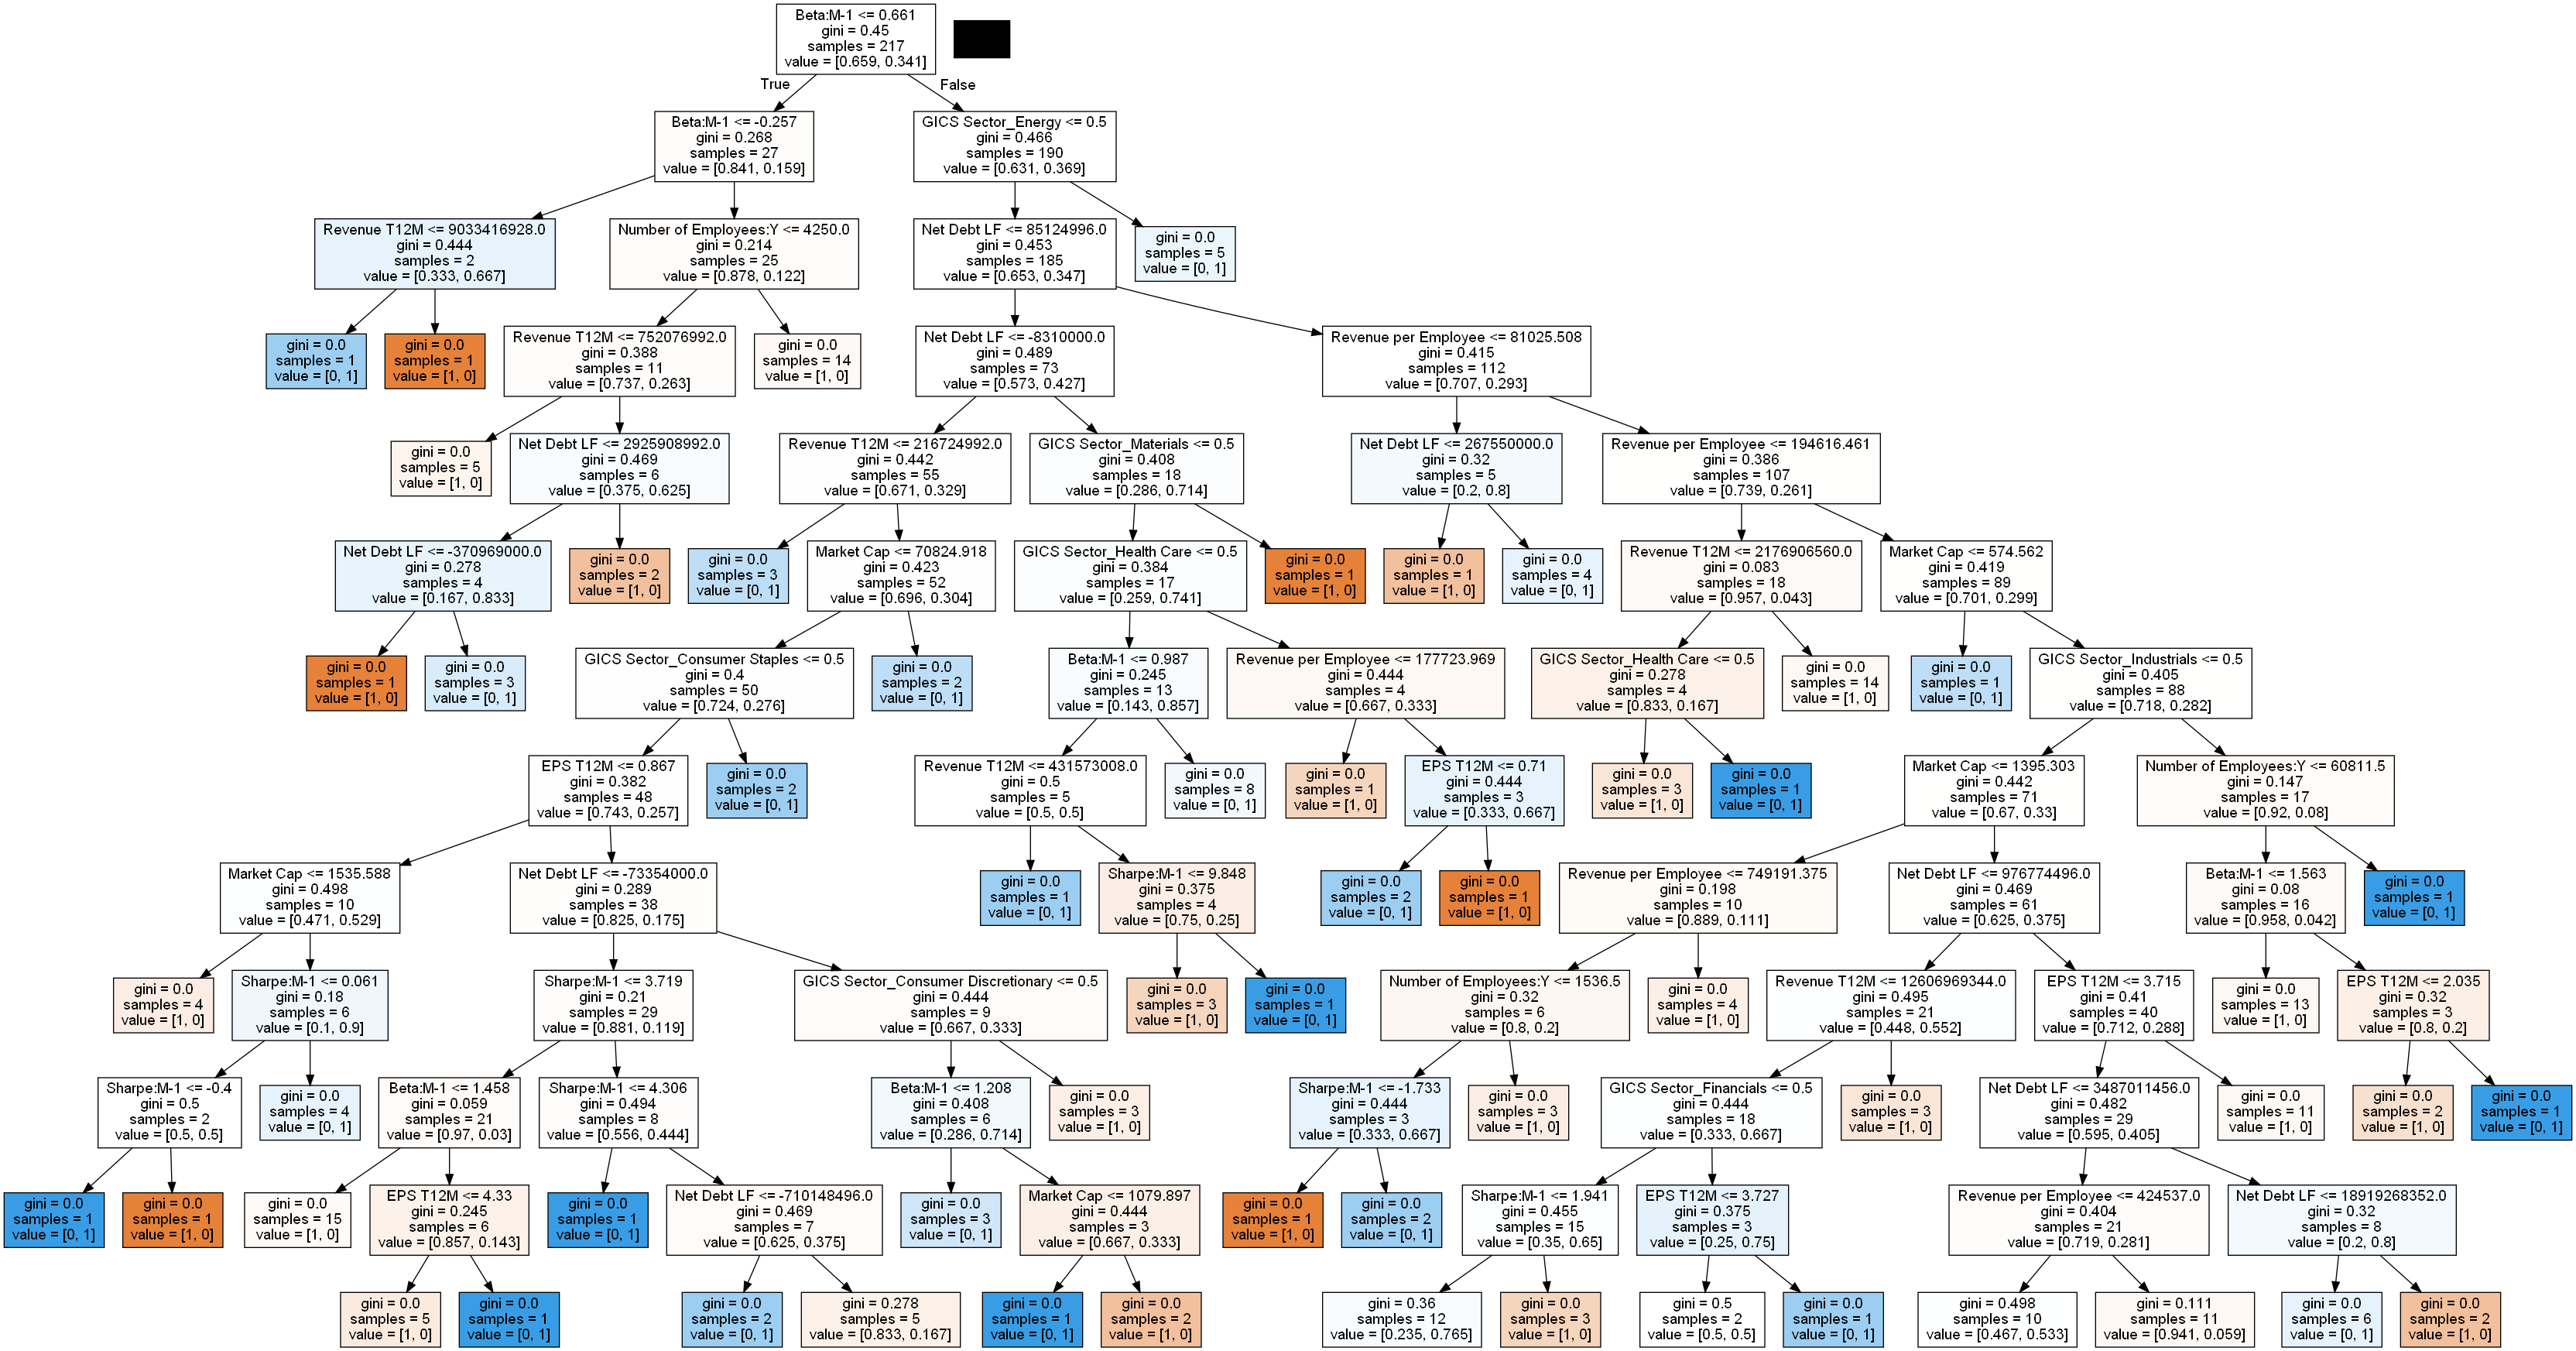 Beta:M-1 <= 0.661
gini = 0.45
samples = 217
value = [0.659, 0.341]
True
False
Beta:M-1 <= -0.257
gini = 0.268
samples = 27
value = [0.841, 0.159]
GICS Sector_Energy <= 0.5
gini = 0.466
samples = 190
value = [0.631, 0.369]
Revenue T12M <= 9033416928.0
gini = 0.444
samples = 2
value = [0.333, 0.667]
Number of Employees:Y <= 4250.0
gini = 0.214
samples = 25
value = [0.878, 0.122]
Net Debt LF <= 85124996.0
gini = 0.453
samples = 185
value = [0.653, 0.347]
gini = 0.0
samples = 5
value = [0, 1]
gini = 0.0
samples = 1
value = [0, 1]
gini = 0.0
samples = 1
value = [1, 0]
Revenue T12M <= 752076992.0
gini = 0.388
samples = 11
value = [0.737, 0.263]
gini = 0.0
samples = 14
value = [1, 0]
Net Debt LF <= -8310000.0
gini = 0.489
samples = 73
value = [0.573, 0.427]
Revenue per Employee <= 81025.508
gini = 0.415
samples = 112
value = [0.707, 0.293]
gini = 0.0
samples = 5
value = [1, 0]
Net Debt LF <= 2925908992.0
gini = 0.469
samples = 6
value = [0.375, 0.625]
Revenue T12M <= 216724992.0
gini = 0.442
samples = 55
value = [0.671, 0.329]
GICS Sector_Materials <= 0.5
gini = 0.408
samples = 18
value = [0.286, 0.714]
Net Debt LF <= 267550000.0
gini = 0.32
samples = 5
value = [0.2, 0.8]
Revenue per Employee <= 194616.461
gini = 0.386
samples = 107
value = [0.739, 0.261]
Net Debt LF <= -370969000.0
gini = 0.278
samples = 4
value = [0.167, 0.833]
gini = 0.0
samples = 2
value = [1, 0]
gini = 0.0
samples = 3
value = [0, 1]
Market Cap <= 70824.918
gini = 0.423
samples = 52
value = [0.696, 0.304]
GICS Sector_Health Care <= 0.5
gini = 0.384
samples = 17
value = [0.259, 0.741]
gini = 0.0
samples = 1
value = [1, 0]
gini = 0.0
samples = 1
value = [1, 0]
gini = 0.0
samples = 4
value = [0, 1]
Revenue T12M <= 2176906560.0
gini = 0.083
samples = 18
value = [0.957, 0.043]
Market Cap <= 574.562
gini = 0.419
samples = 89
value = [0.701, 0.299]
gini = 0.0
samples = 1
value = [1, 0]
gini = 0.0
samples = 3
value = [0, 1]
GICS Sector_Consumer Staples <= 0.5
gini = 0.4
samples = 50
value = [0.724, 0.276]
gini = 0.0
samples = 2
value = [0, 1]
Beta:M-1 <= 0.987
gini = 0.245
samples = 13
value = [0.143, 0.857]
Revenue per Employee <= 177723.969
gini = 0.444
samples = 4
value = [0.667, 0.333]
GICS Sector_Health Care <= 0.5
gini = 0.278
samples = 4
value = [0.833, 0.167]
gini = 0.0
samples = 14
value = [1, 0]
gini = 0.0
samples = 1
value = [0, 1]
GICS Sector_Industrials <= 0.5
gini = 0.405
samples = 88
value = [0.718, 0.282]
EPS T12M <= 0.867
gini = 0.382
samples = 48
value = [0.743, 0.257]
gini = 0.0
samples = 2
value = [0, 1]
Revenue T12M <= 431573008.0
gini = 0.5
samples = 5
value = [0.5, 0.5]
gini = 0.0
samples = 8
value = [0, 1]
gini = 0.0
samples = 1
value = [1, 0]
EPS T12M <= 0.71
gini = 0.444
samples = 3
value = [0.333, 0.667]
gini = 0.0
samples = 3
value = [1, 0]
gini = 0.0
samples = 1
value = [0, 1]
Market Cap <= 1395.303
gini = 0.442
samples = 71
value = [0.67, 0.33]
Number of Employees:Y <= 60811.5
gini = 0.147
samples = 17
value = [0.92, 0.08]
Market Cap <= 1535.588
gini = 0.498
samples = 10
value = [0.471, 0.529]
Net Debt LF <= -73354000.0
gini = 0.289
samples = 38
value = [0.825, 0.175]
gini = 0.0
samples = 1
value = [0, 1]
Sharpe:M-1 <= 9.848
gini = 0.375
samples = 4
value = [0.75, 0.25]
gini = 0.0
samples = 2
value = [0, 1]
gini = 0.0
samples = 1
value = [1, 0]
Revenue per Employee <= 749191.375
gini = 0.198
samples = 10
value = [0.889, 0.111]
Net Debt LF <= 976774496.0
gini = 0.469
samples = 61
value = [0.625, 0.375]
Beta:M-1 <= 1.563
gini = 0.08
samples = 16
value = [0.958, 0.042]
gini = 0.0
samples = 1
value = [0, 1]
gini = 0.0
samples = 4
value = [1, 0]
Sharpe:M-1 <= 0.061
gini = 0.18
samples = 6
value = [0.1, 0.9]
Sharpe:M-1 <= 3.719
gini = 0.21
samples = 29
value = [0.881, 0.119]
GICS Sector_Consumer Discretionary <= 0.5
gini = 0.444
samples = 9
value = [0.667, 0.333]
gini = 0.0
samples = 3
value = [1, 0]
gini = 0.0
samples = 1
value = [0, 1]
Number of Employees:Y <= 1536.5
gini = 0.32
samples = 6
value = [0.8, 0.2]
gini = 0.0
samples = 4
value = [1, 0]
Revenue T12M <= 12606969344.0
gini = 0.495
samples = 21
value = [0.448, 0.552]
EPS T12M <= 3.715
gini = 0.41
samples = 40
value = [0.712, 0.288]
gini = 0.0
samples = 13
value = [1, 0]
EPS T12M <= 2.035
gini = 0.32
samples = 3
value = [0.8, 0.2]
Sharpe:M-1 <= -0.4
gini = 0.5
samples = 2
value = [0.5, 0.5]
gini = 0.0
samples = 4
value = [0, 1]
Beta:M-1 <= 1.458
gini = 0.059
samples = 21
value = [0.97, 0.03]
Sharpe:M-1 <= 4.306
gini = 0.494
samples = 8
value = [0.556, 0.444]
Beta:M-1 <= 1.208
gini = 0.408
samples = 6
value = [0.286, 0.714]
gini = 0.0
samples = 3
value = [1, 0]
Sharpe:M-1 <= -1.733
gini = 0.444
samples = 3
value = [0.333, 0.667]
gini = 0.0
samples = 3
value = [1, 0]
GICS Sector_Financials <= 0.5
gini = 0.444
samples = 18
value = [0.333, 0.667]
gini = 0.0
samples = 3
value = [1, 0]
Net Debt LF <= 3487011456.0
gini = 0.482
samples = 29
value = [0.595, 0.405]
gini = 0.0
samples = 11
value = [1, 0]
gini = 0.0
samples = 2
value = [1, 0]
gini = 0.0
samples = 1
value = [0, 1]
gini = 0.0
samples = 1
value = [0, 1]
gini = 0.0
samples = 1
value = [1, 0]
gini = 0.0
samples = 15
value = [1, 0]
EPS T12M <= 4.33
gini = 0.245
samples = 6
value = [0.857, 0.143]
gini = 0.0
samples = 1
value = [0, 1]
Net Debt LF <= -710148496.0
gini = 0.469
samples = 7
value = [0.625, 0.375]
gini = 0.0
samples = 3
value = [0, 1]
Market Cap <= 1079.897
gini = 0.444
samples = 3
value = [0.667, 0.333]
gini = 0.0
samples = 1
value = [1, 0]
gini = 0.0
samples = 2
value = [0, 1]
Sharpe:M-1 <= 1.941
gini = 0.455
samples = 15
value = [0.35, 0.65]
EPS T12M <= 3.727
gini = 0.375
samples = 3
value = [0.25, 0.75]
Revenue per Employee <= 424537.0
gini = 0.404
samples = 21
value = [0.719, 0.281]
Net Debt LF <= 18919268352.0
gini = 0.32
samples = 8
value = [0.2, 0.8]
gini = 0.0
samples = 5
value = [1, 0]
gini = 0.0
samples = 1
value = [0, 1]
gini = 0.0
samples = 2
value = [0, 1]
gini = 0.278
samples = 5
value = [0.833, 0.167]
gini = 0.0
samples = 1
value = [0, 1]
gini = 0.0
samples = 2
value = [1, 0]
gini = 0.36
samples = 12
value = [0.235, 0.765]
gini = 0.0
samples = 3
value = [1, 0]
gini = 0.5
samples = 2
value = [0.5, 0.5]
gini = 0.0
samples = 1
value = [0, 1]
gini = 0.498
samples = 10
value = [0.467, 0.533]
gini = 0.111
samples = 11
value = [0.941, 0.059]
gini = 0.0
samples = 6
value = [0, 1]
gini = 0.0
samples = 2
value = [1, 0]